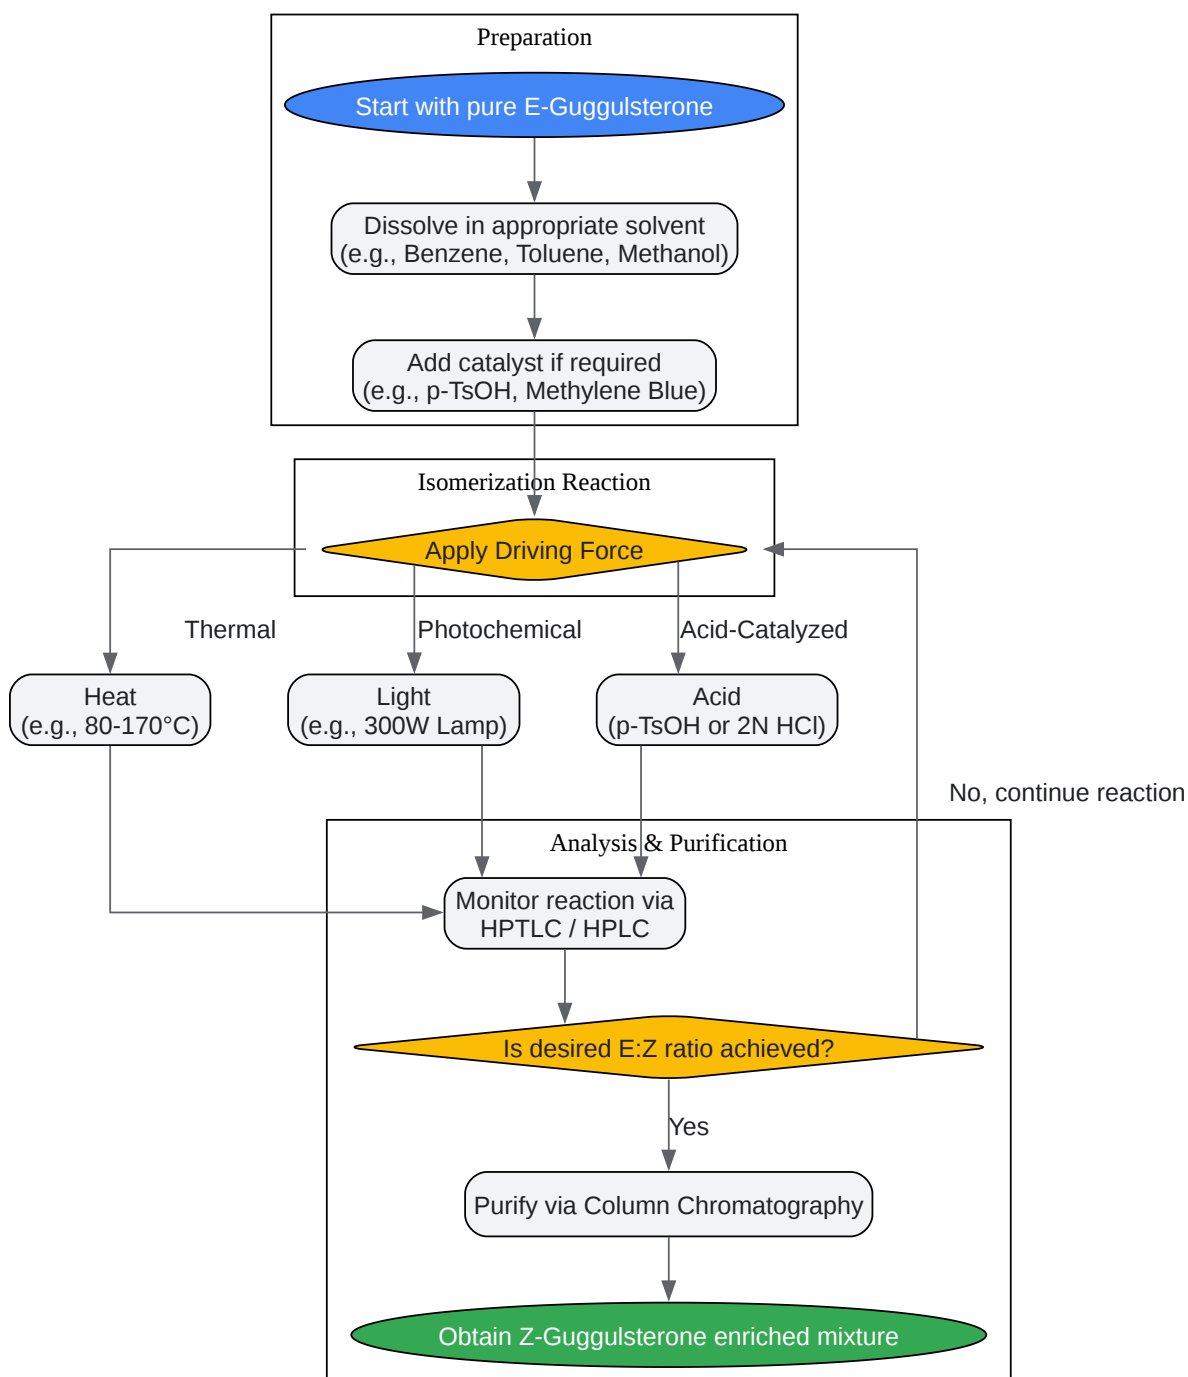 Preparation
Start with pure E-Guggulsterone
Dissolve in appropriate solvent
(e.g., Benzene, Toluene, Methanol)
Add catalyst if required
(e.g., p-TsOH, Methylene Blue)
Isomerization Reaction
Apply Driving Force
Thermal
Photochemical
Acid-Catalyzed
Heat
(e.g., 80-170°C)
Light
(e.g., 300W Lamp)
Acid
(p-TsOH or 2N HCl)
No, continue reaction
Analysis & Purification
Monitor reaction via
HPTLC / HPLC
Is desired E:Z ratio achieved?
Yes
Purify via Column Chromatography
Obtain Z-Guggulsterone enriched mixture